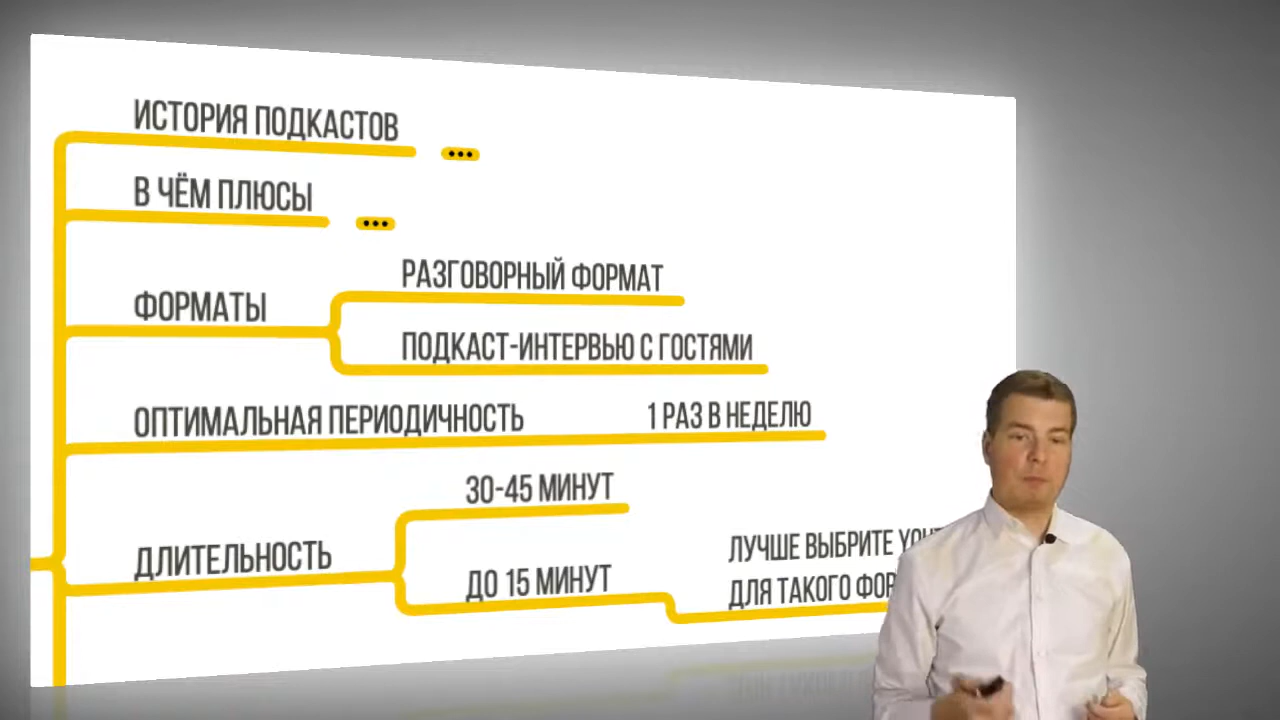 ИСТОРИЯ ПОДКАСТОВ
В ЧЁМ ПЛЮСЫ
ФОРМАТЫ
РАЗГОВОРНЫЙ ФОРМАТ
ПОДКАСТ-ИНТЕРВЬЮ С ГОСТЯМИ
ОПТИМАЛЬНАЯ ПЕРИОДИЧНОСТЬ
1 РАЗ В НЕДЕЛЮ
ДЛИТЕЛЬНОСТЬ
30-45 МИНУТ
ДО 15 МИНУТ
ЛУЧШЕ ВЫБРИТЕ
ДЛЯ ТАКОГО